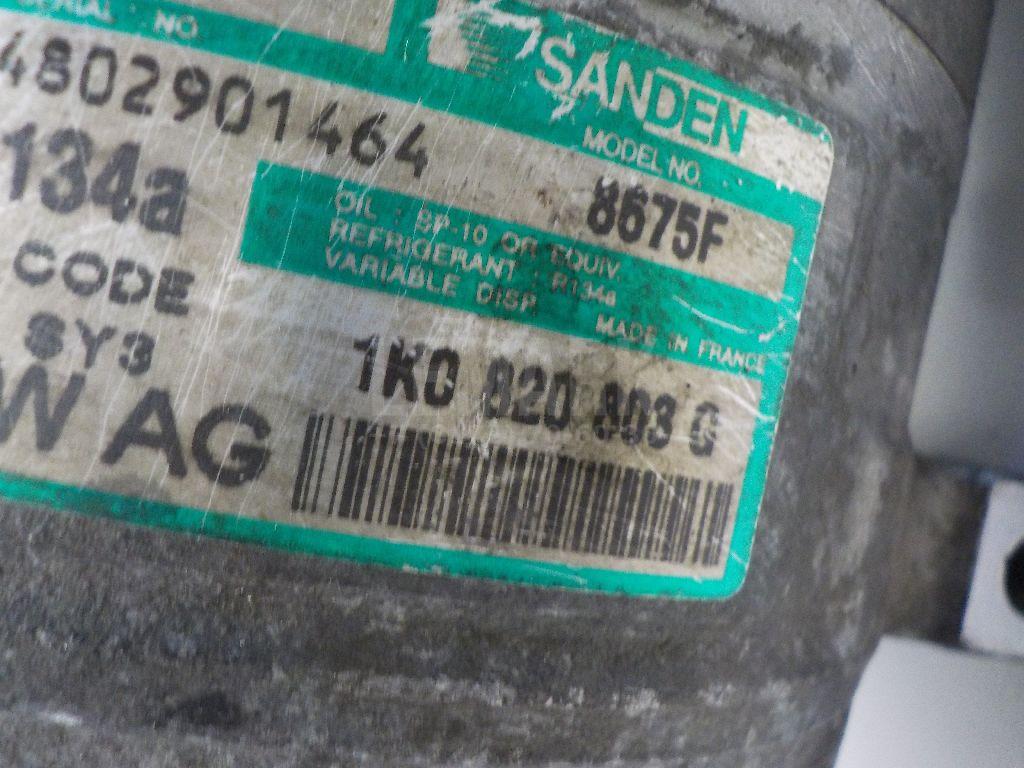 SERIAL NO.
SANDEN
MODEL NO.
4802901464
8675F
134a
OIL : SP-10 OR EQUIV.
REFRIGERANT : R134a
VARIABLE DISP.
MADE IN FRANCE
CODE
SY3
1K0 820 803 G
W AG